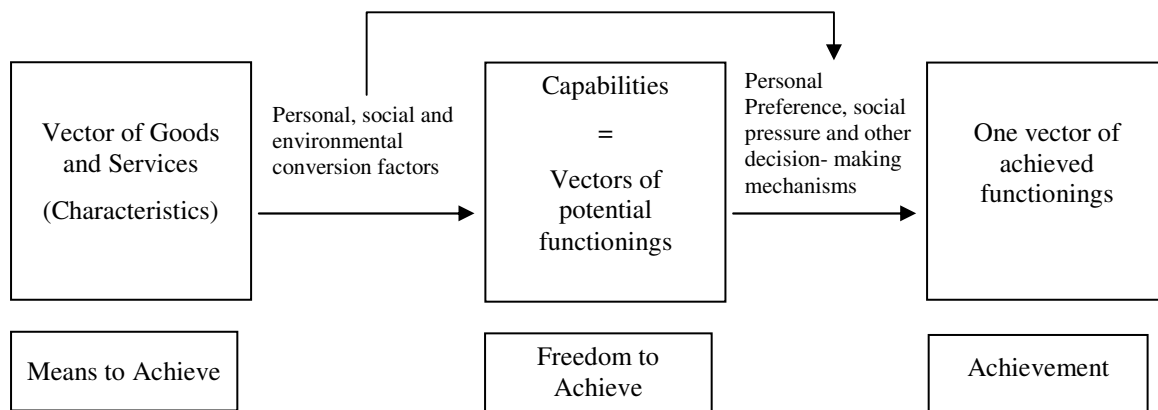 Vector of Goods
and Services
(Characteristics)
Personal, social and
environmental
conversion factors
Capabilities
=
Vectors of
potential
functionings
Personal
Preference, social
pressure and other
decision- making
mechanisms
One vector of
achieved
functionings
Means to Achieve
Freedom to
Achieve
Achievement